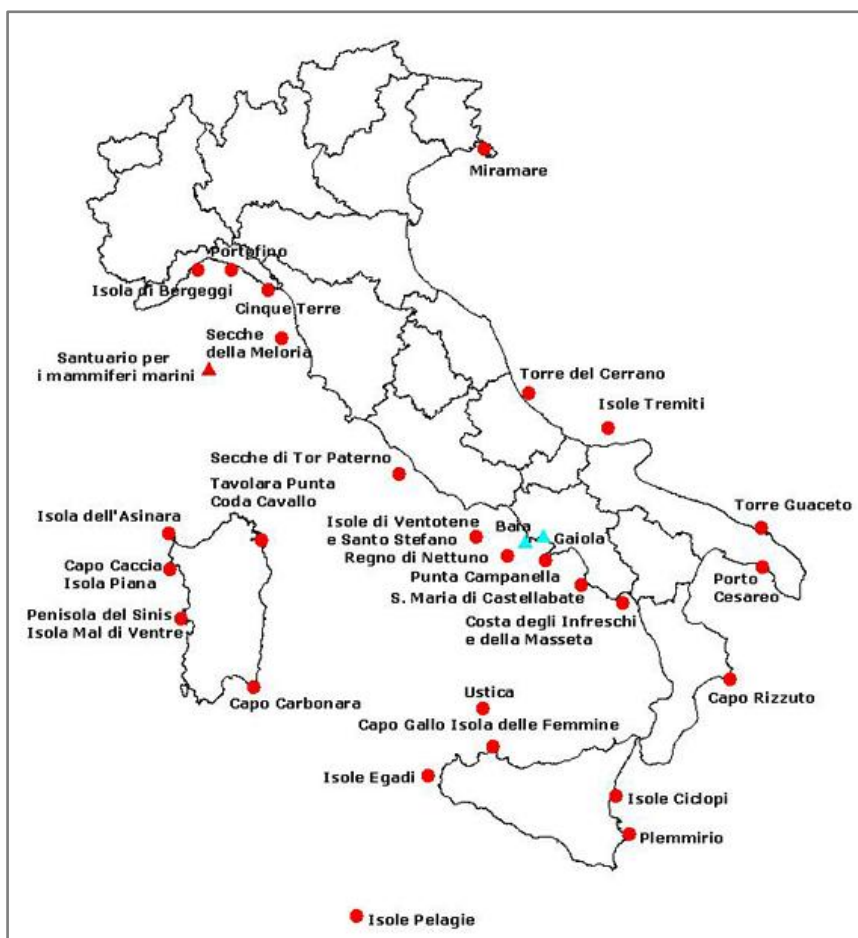 Miramare
Portofino
Isola di Bergeggi
Cinque Terre
Secche
della Meloria
Santuario per
i mammiferi marini
Torre del Cerrano
Isole Tremiti
Secche di Tor Paterno
Tavolara Punta
Coda Cavallo
Isola dell'Asinara
Isole di Ventotene
e Santo Stefano
Baia
Gaiola
Torre Guaceto
Regno di Nettuno
Capo Caccia
Isola Piana
Punta Campanella
Porto
Cesareo
S. Maria di Castellabate
Penisola del Sinis
Isola Mal di Ventre
Costa degli Infreschi
e della Masseta
Capo Carbonara
Ustica
Capo Rizzuto
Capo Gallo Isola delle Femmine
Isole Egadi
Isole Ciclopi
Plemmirio
Isole Pelagie